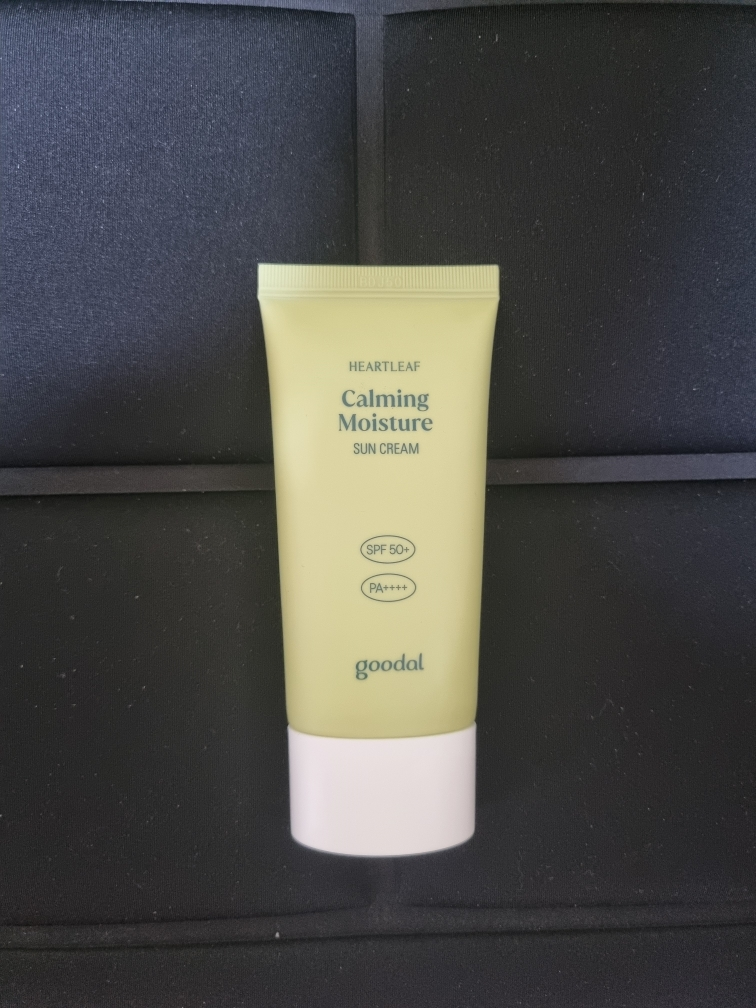 HEARTLEAF
Calming
Moisture
SUN CREAM
SPF 50+
PA++++
goodal